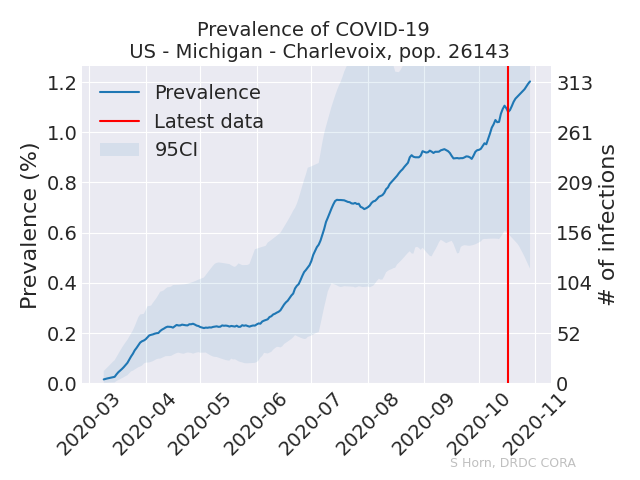 Prevalence of COVID-19
US - Michigan - Charlevoix, pop. 26143
Prevalence
Latest data
95CI
Prevalence (%)
1.2
1.0
0.8
0.6
0.4
0.2
0.0
313
261
209
156
104
52
0
# of infections
2020-03
2020-04
2020-05
2020-06
2020-07
2020-08
2020-09
2020-10
2020-11
S Horn, DRDC CORA